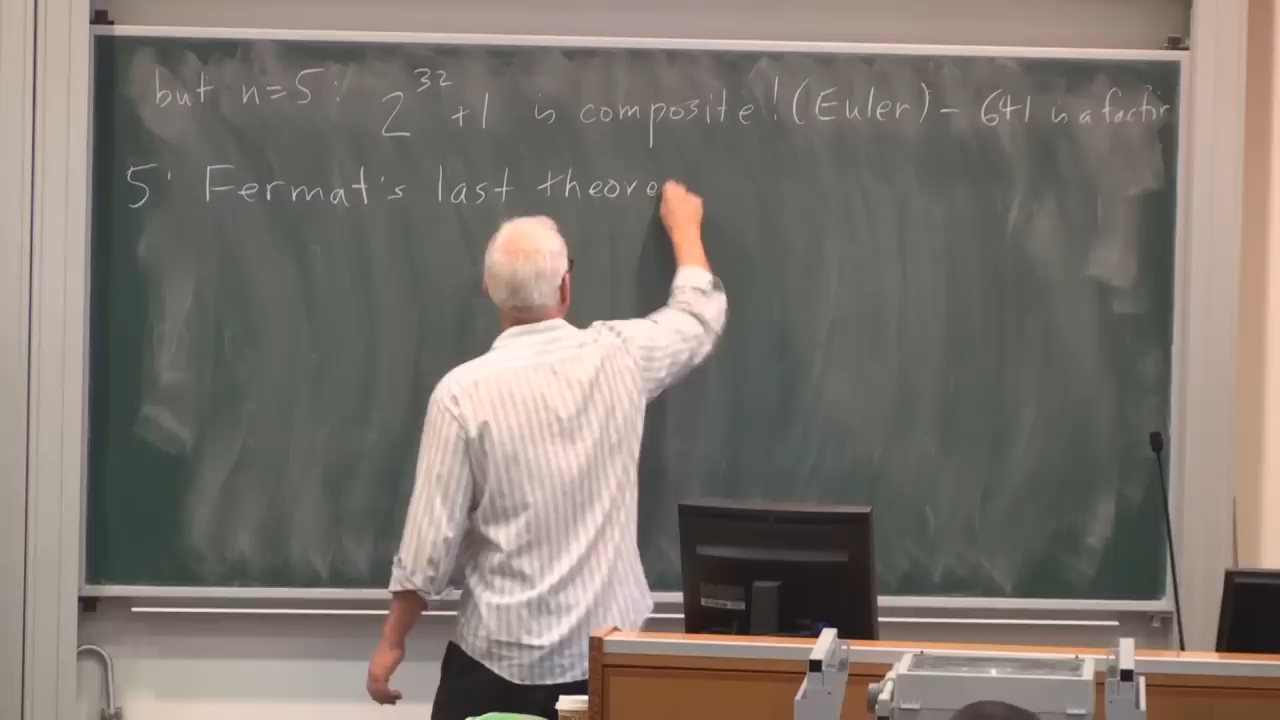 but n=5: 2^32 +1 is composite! (Euler) - 641 is a factor
5. Fermat's last theore